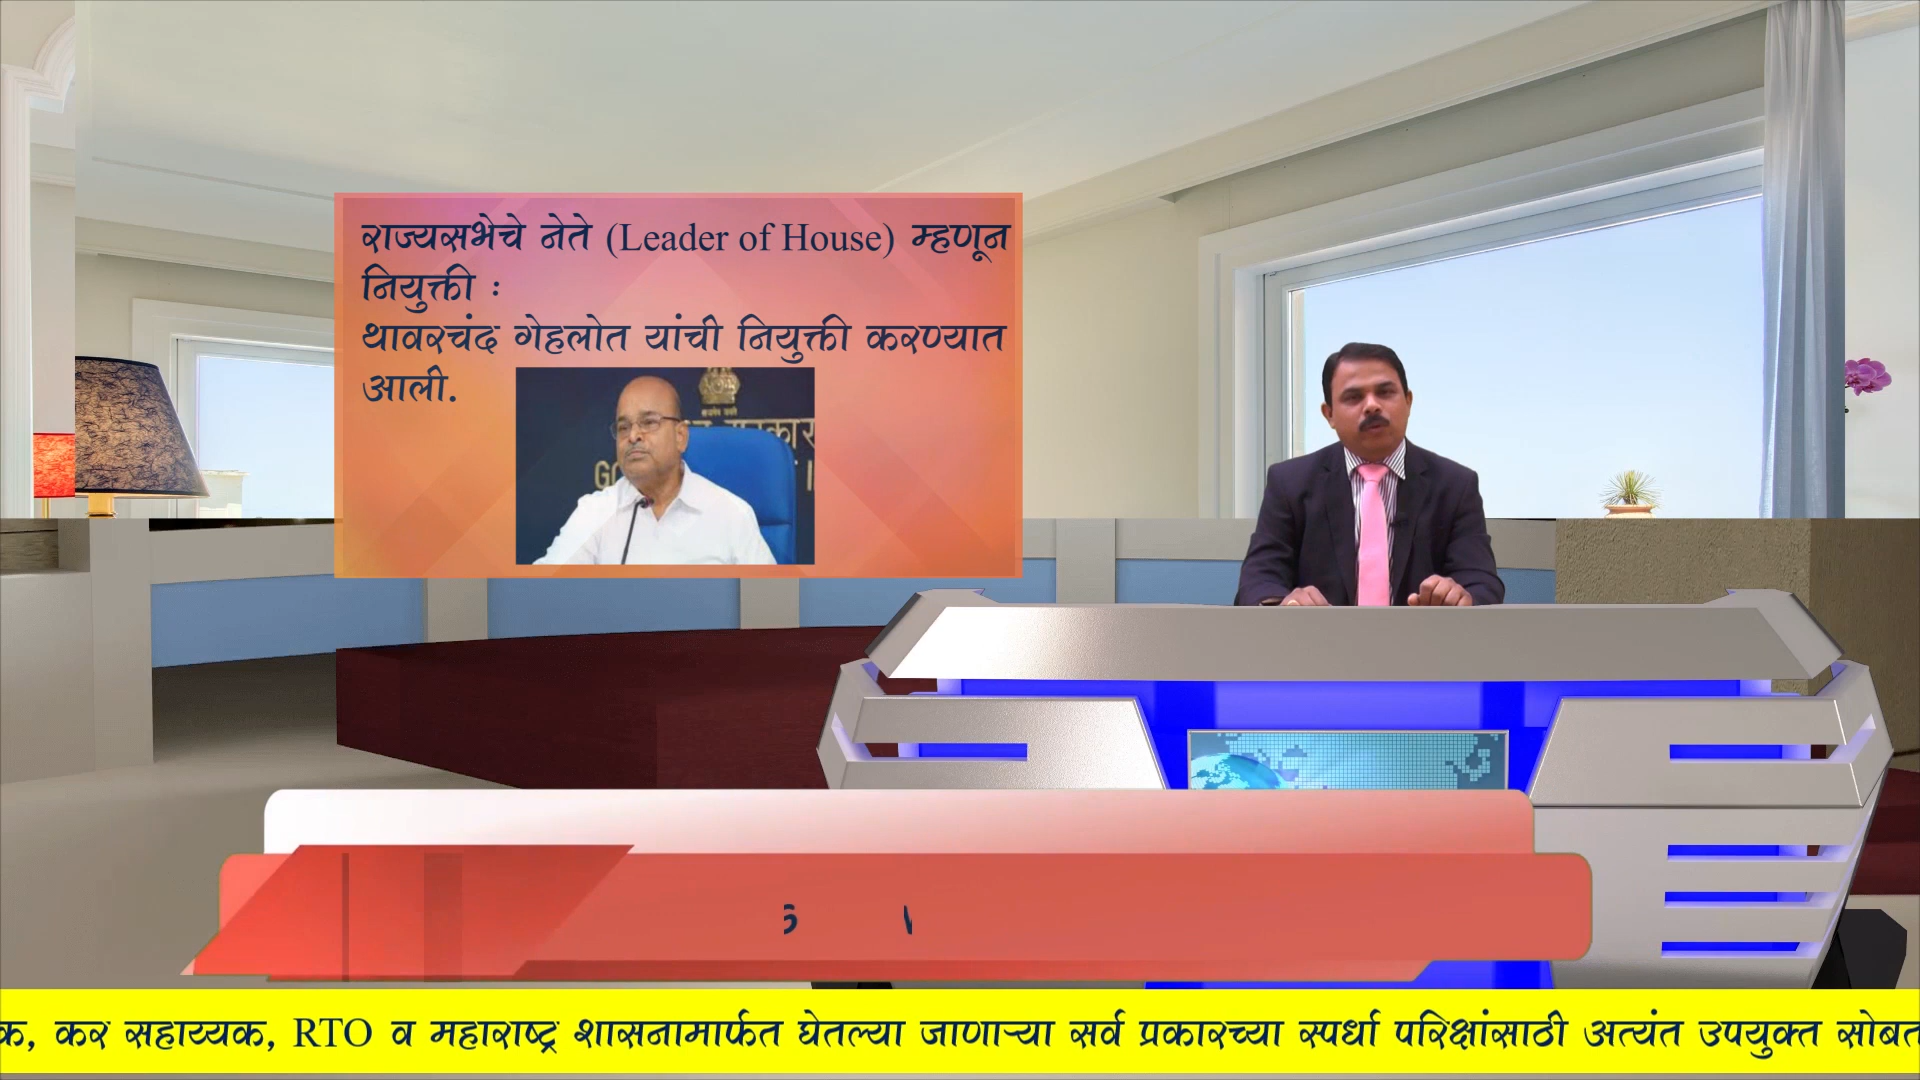 राज्यसभेचे नेते (Leader of House) म्हणून
नियुक्ती :
थावरचंद गेहलोत यांची नियुक्ती करण्यात
आली.
कर सहाय्यक, RTO व महाराष्ट्र शासनामार्फत घेतल्या जाणाऱ्या सर्व प्रकारच्या स्पर्धा परिक्षांसाठी अत्यंत उपयुक्त सोबत